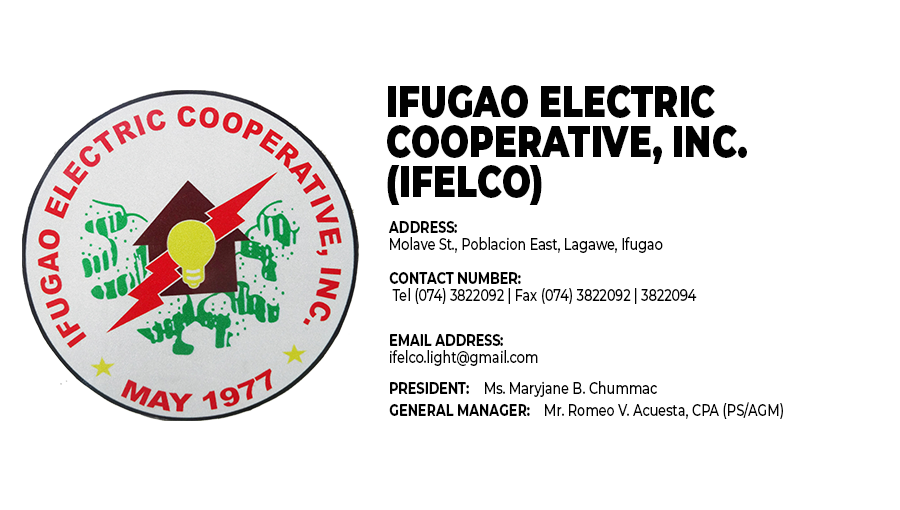 IFUGAO ELECTRIC COOPERATIVE, INC.
MAY 1977
IFUGAO ELECTRIC
COOPERATIVE, INC.
(IFELCO)
ADDRESS:
Molave St., Poblacion East, Lagawe, Ifugao
CONTACT NUMBER:
Tel (074) 3822092 | Fax (074) 3822092 | 3822094
EMAIL ADDRESS:
ifelco.light@gmail.com
PRESIDENT: Ms. Maryjane B. Chummac
GENERAL MANAGER: Mr. Romeo V. Acuesta, CPA (PS/AGM)